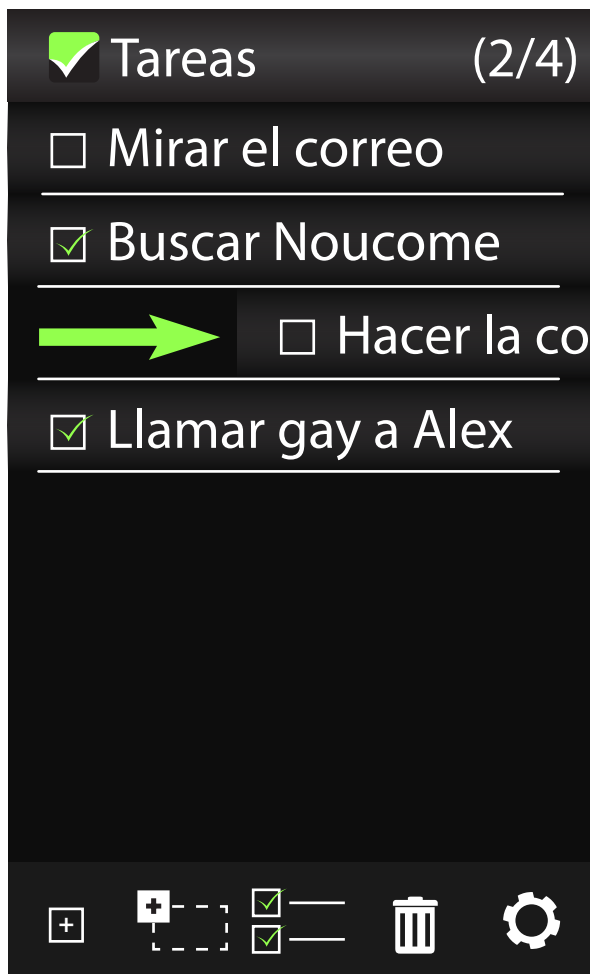 Tareas (2/4)
Mirar el correo
Buscar Noucome
Hacer la co
Llamar gay a Alex